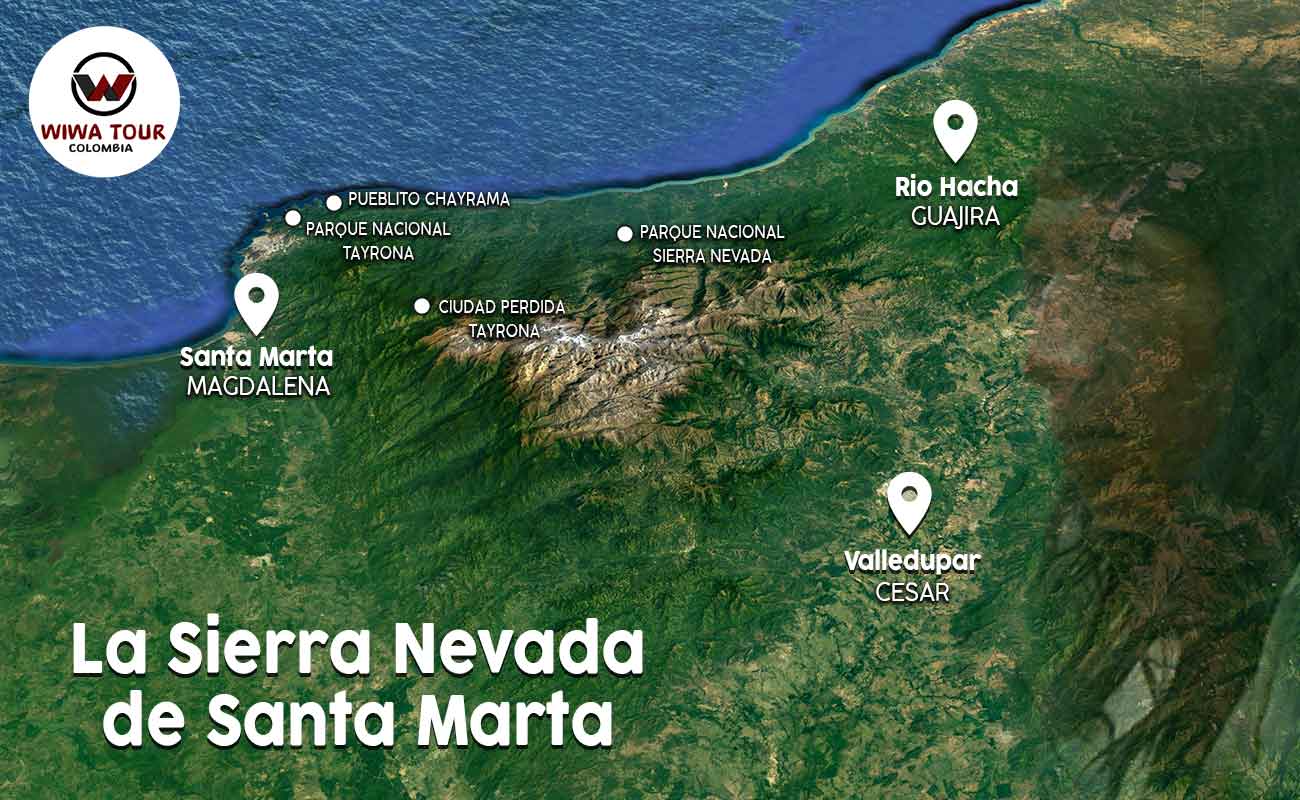 WIWA TOUR
COLOMBIA
PUEBLITO CHAYRAMA
PARQUE NACIONAL
TAYRONA
Rio Hacha
GUAJIRA
PARQUE NACIONAL
SIERRA NEVADA
CIUDAD PERDIDA
TAYRONA
Santa Marta
MAGDALENA
Valledupar
CESAR
La Sierra Nevada
de Santa Marta